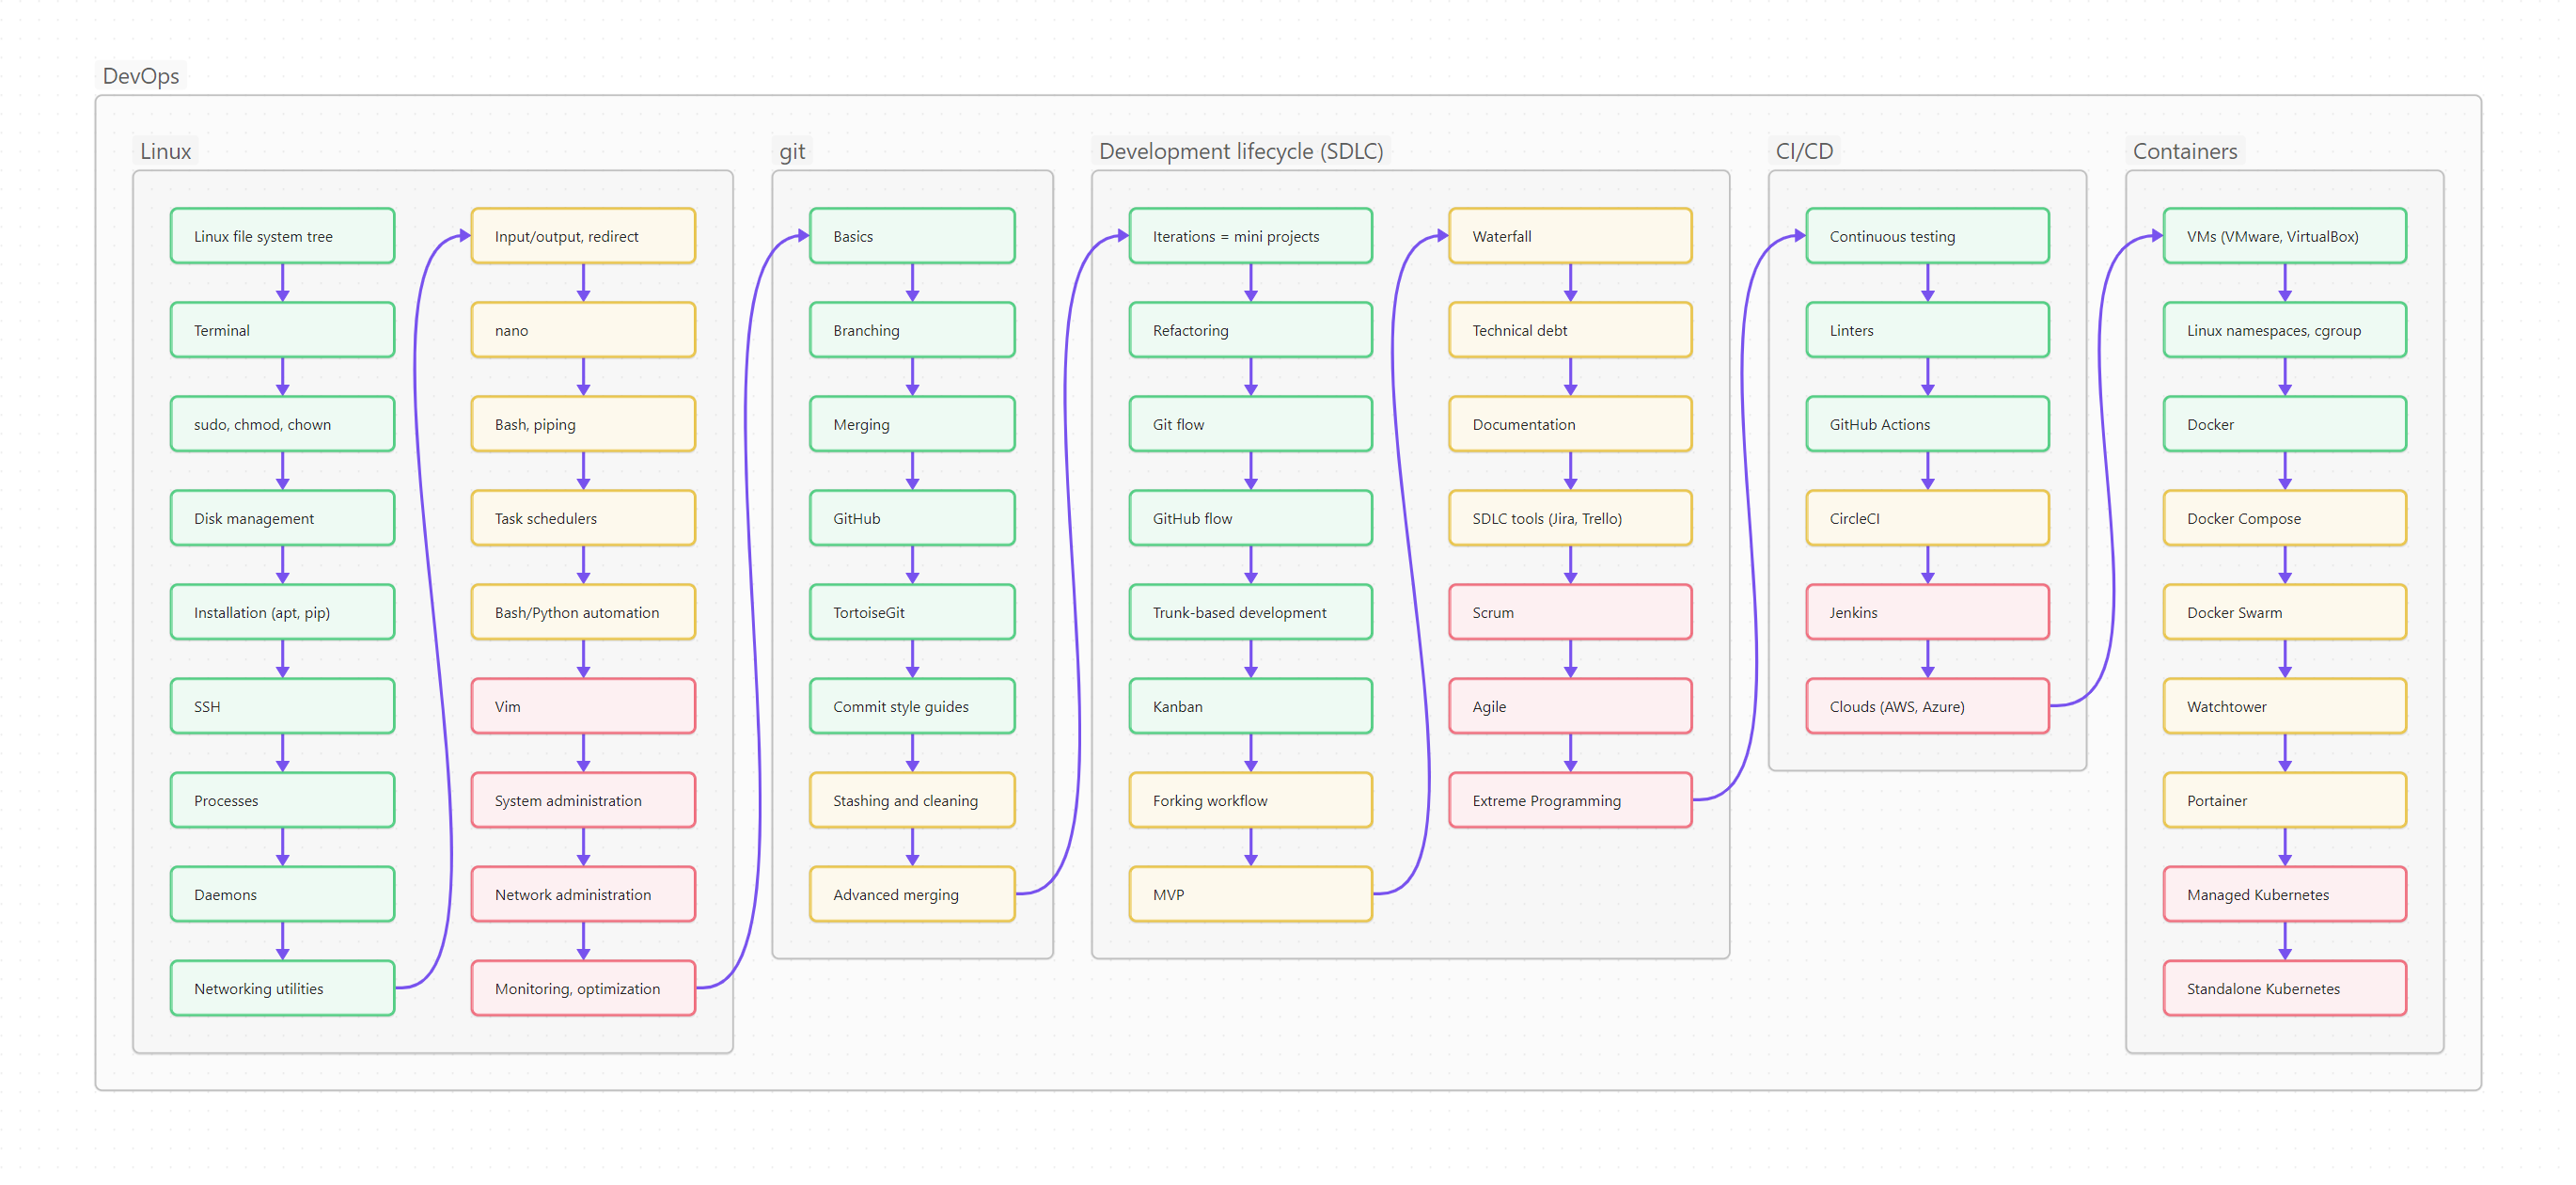 DevOps
Linux
Linux file system tree
Terminal
sudo, chmod, chown
Disk management
Installation (apt, pip)
SSH
Processes
Daemons
Networking utilities
Input/output, redirect
nano
Bash, piping
Task schedulers
Bash/Python automation
Vim
System administration
Network administration
Monitoring, optimization
git
Basics
Branching
Merging
GitHub
TortoiseGit
Commit style guides
Stashing and cleaning
Advanced merging
Development lifecycle (SDLC)
Iterations = mini projects
Refactoring
Git flow
GitHub flow
Trunk-based development
Kanban
Forking workflow
MVP
Waterfall
Technical debt
Documentation
SDLC tools (Jira, Trello)
Scrum
Agile
Extreme Programming
CI/CD
Continuous testing
Linters
GitHub Actions
CircleCI
Jenkins
Clouds (AWS, Azure)
Containers
VMs (VMware, VirtualBox)
Linux namespaces, cgroup
Docker
Docker Compose
Docker Swarm
Watchtower
Portainer
Managed Kubernetes
Standalone Kubernetes